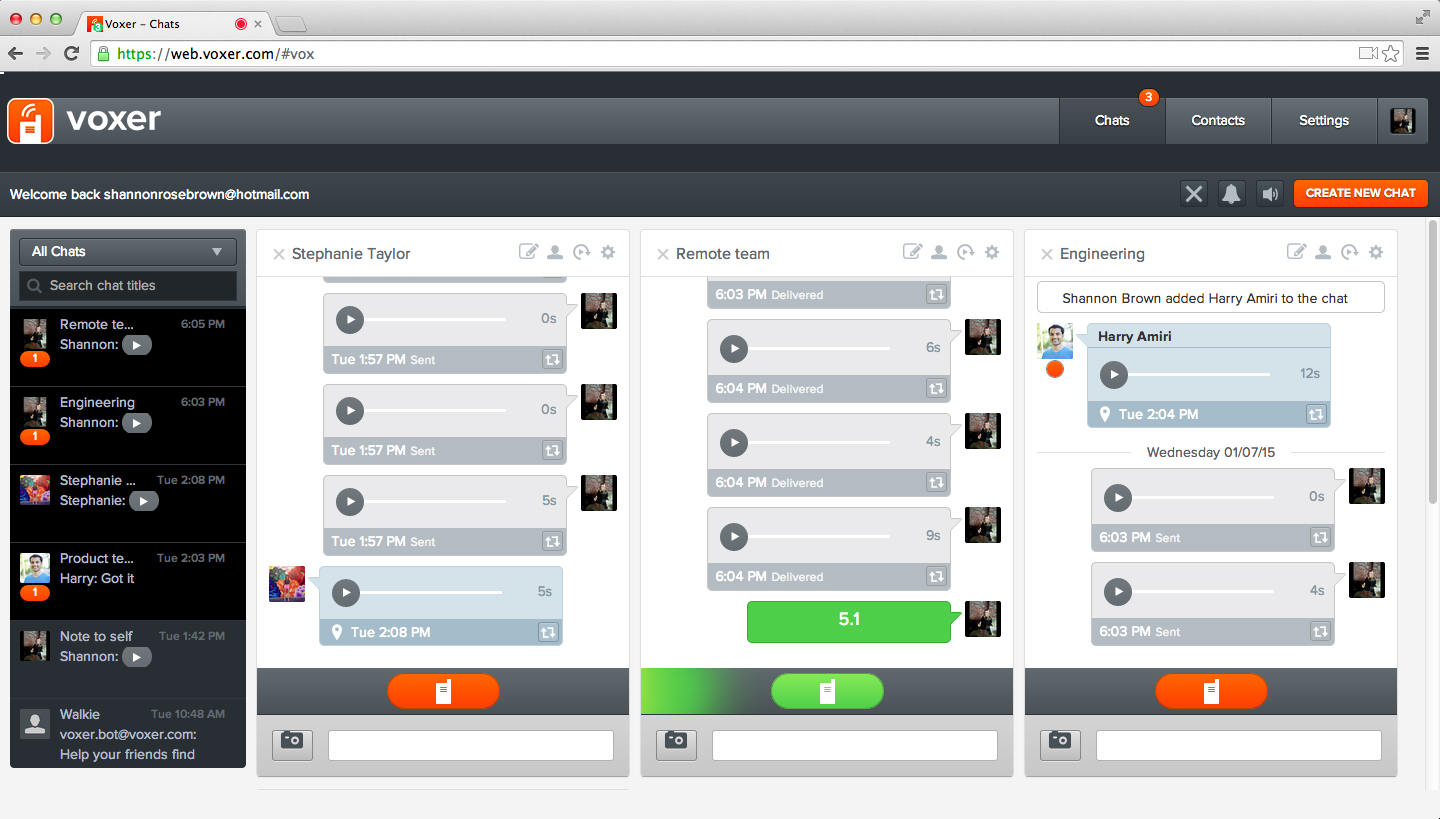 Voxer – Chats
https://web.voxer.com/#vox
voxer
Chats
3
Contacts
Settings
Welcome back shannonrosebrown@hotmail.com
CREATE NEW CHAT
All Chats
Search chat titles
Remote te... 6:05 PM
Shannon:
1
Engineering 6:03 PM
Shannon:
1
Stephanie ... Tue 2:08 PM
Stephanie:
Product te... Tue 2:03 PM
Harry: Got it
1
Note to self Tue 1:42 PM
Shannon:
Walkie Tue 10:48 AM
voxer.bot@voxer.com:
Help your friends find
Stephanie Taylor
0s
Tue 1:57 PM Sent
0s
Tue 1:57 PM Sent
5s
Tue 1:57 PM Sent
5s
Tue 2:08 PM
Remote team
6:03 PM Delivered
6s
6:04 PM Delivered
4s
6:04 PM Delivered
9s
6:04 PM Delivered
5.1
Engineering
Shannon Brown added Harry Amiri to the chat
Harry Amiri
12s
Tue 2:04 PM
Wednesday 01/07/15
0s
6:03 PM Sent
4s
6:03 PM Sent